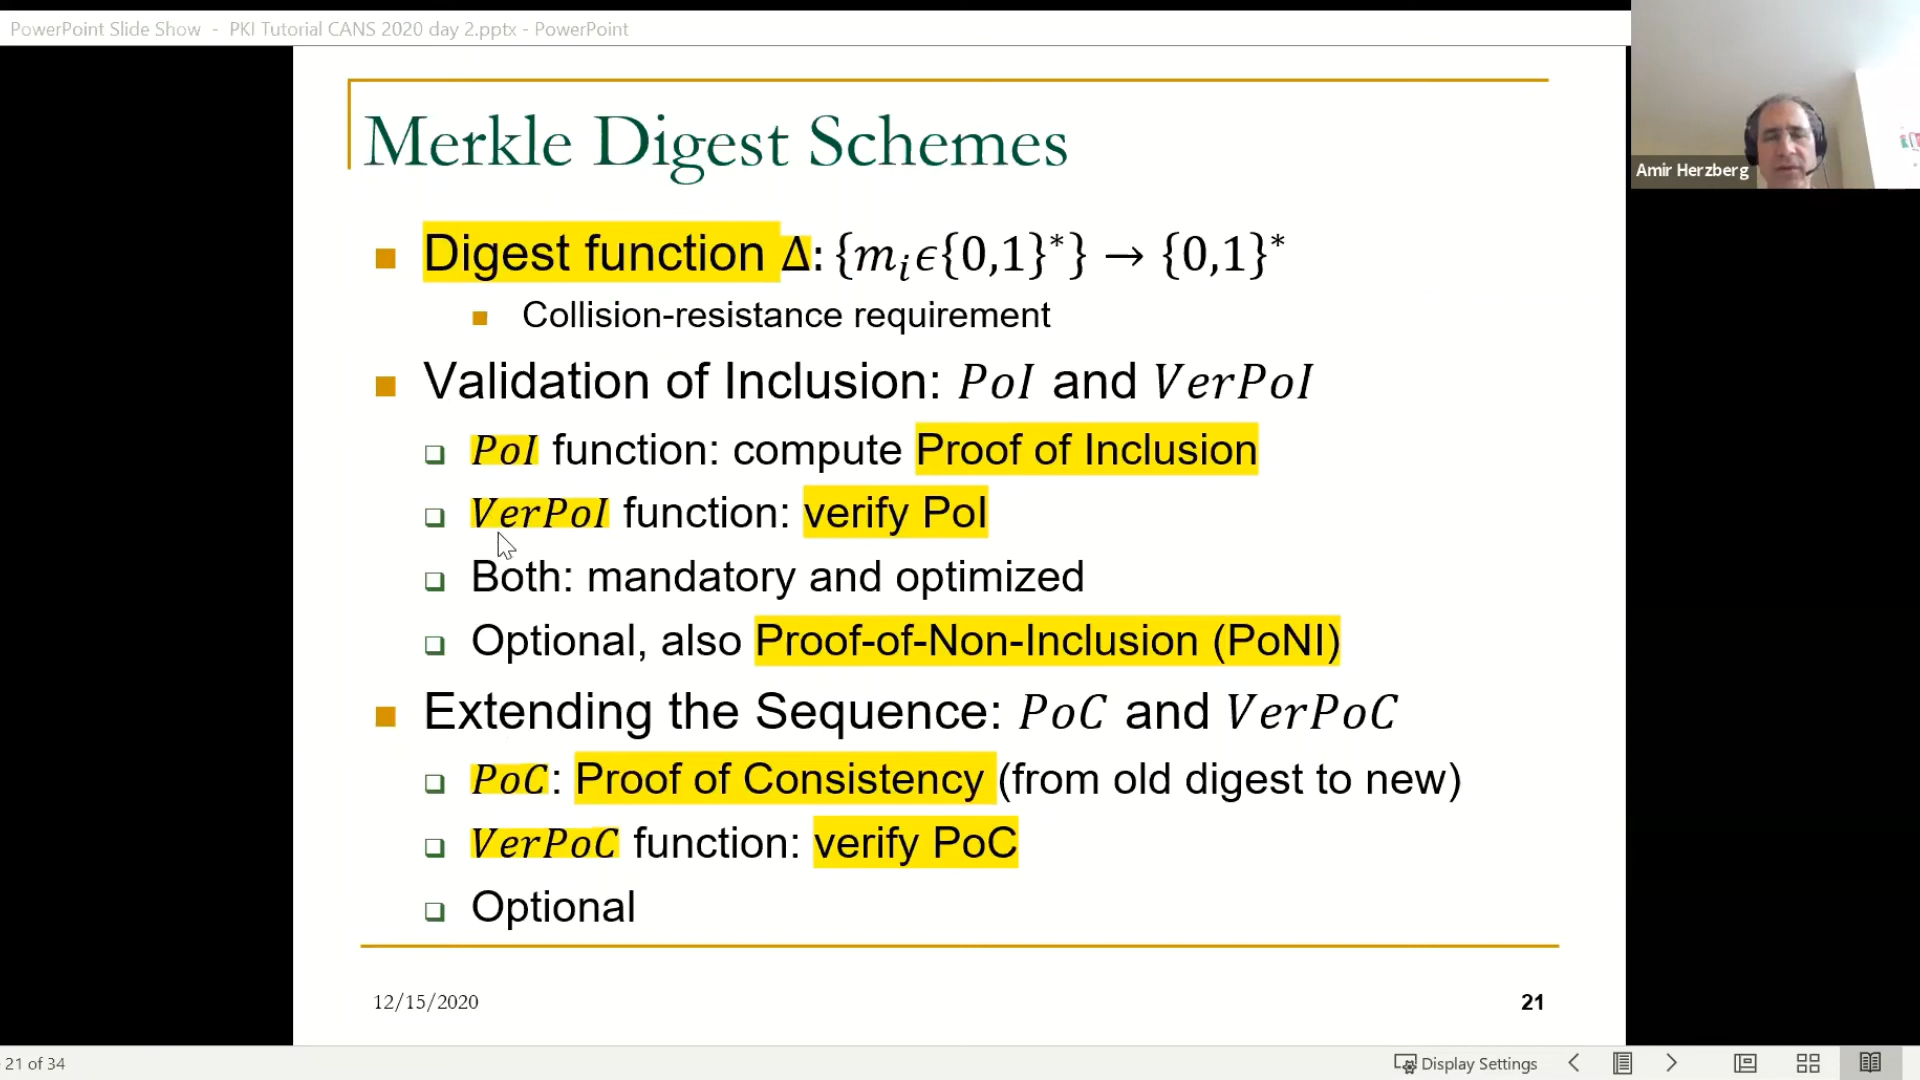 PowerPoint Slide Show - PKI Tutorial CANS 2020 day 2.pptx - PowerPoint
Amir Herzberg
Merkle Digest Schemes
Digest function Δ: {mᵢϵ{0,1}*} → {0,1}*
Collision-resistance requirement
Validation of Inclusion: PoI and VerPoI
PoI function: compute Proof of Inclusion
VerPoI function: verify PoI
Both: mandatory and optimized
Optional, also Proof-of-Non-Inclusion (PoNI)
Extending the Sequence: PoC and VerPoC
PoC: Proof of Consistency (from old digest to new)
VerPoC function: verify PoC
Optional
12/15/2020
21
21 of 34
Display Settings